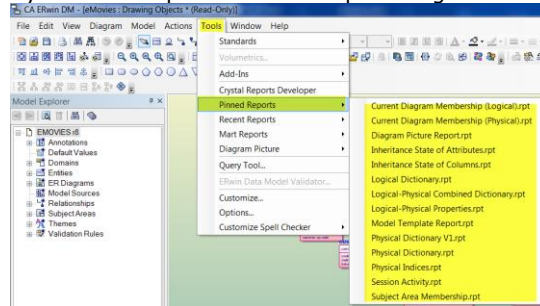 CA ERwin DM - [eMovies : Drawing Objects * (Read-Only)]
File Edit View Diagram Model Actions Tools Window Help
Standards
Volumetrics...
Add-Ins
Crystal Reports Developer
Pinned Reports
Recent Reports
Mart Reports
Diagram Picture
Query Tool...
ERwin Data Model Validator...
Customize...
Options...
Customize Spell Checker
Current Diagram Membership (Logical).rpt
Current Diagram Membership (Physical).rpt
Diagram Picture Report.rpt
Inheritance State of Attributes.rpt
Inheritance State of Columns.rpt
Logical Dictionary.rpt
Logical-Physical Combined Dictionary.rpt
Logical-Physical Properties.rpt
Model Template Report.rpt
Physical Dictionary V1.rpt
Physical Dictionary.rpt
Physical Indices.rpt
Session Activity.rpt
Subject Area Membership.rpt
Model Explorer
EMOVIES r8
Annotations
Default Values
Domains
Entities
ER Diagrams
Model Sources
Relationships
Subject Areas
Themes
Validation Rules